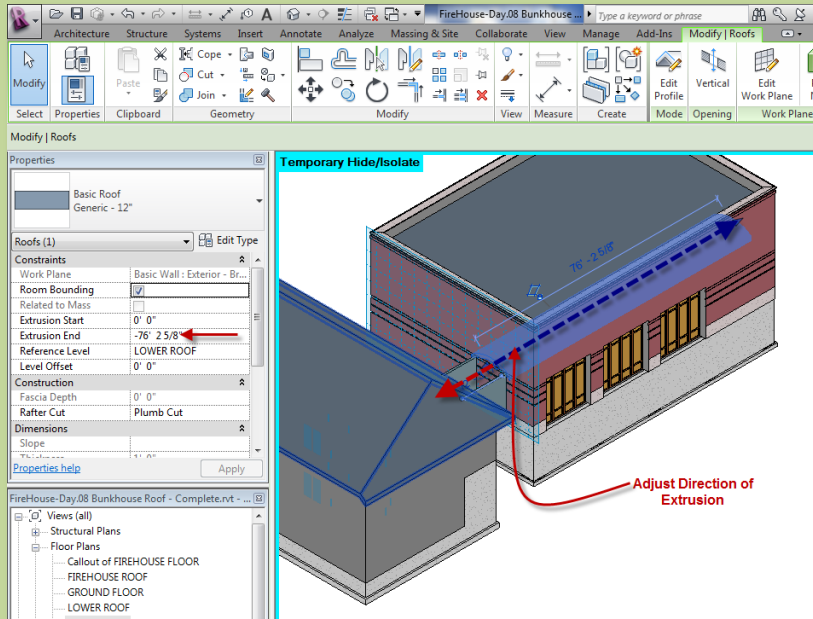 FireHouse-Day.08 Bunkhouse ...
Type a keyword or phrase
Architecture Structure Systems Insert Annotate Analyze Massing & Site Collaborate View Manage Add-Ins Modify | Roofs
Modify
Paste
Cope
Cut
Join
Edit Profile
Vertical
Edit Work Plane
Select Properties Clipboard Geometry Modify View Measure Create Mode Opening Work Plane
Modify | Roofs
Properties
Basic Roof
Generic - 12"
Roofs (1)
Edit Type
Constraints
Work Plane Basic Wall : Exterior - Br...
Room Bounding
Related to Mass
Extrusion Start 0' 0"
Extrusion End -76' 2 5/8"
Reference Level LOWER ROOF
Level Offset 0' 0"
Construction
Fascia Depth 0' 0"
Rafter Cut Plumb Cut
Dimensions
Slope
Thickness 1' 0"
Properties help
Apply
FireHouse-Day.08 Bunkhouse Roof - Complete.rvt - ...
Views (all)
Structural Plans
Floor Plans
Callout of FIREHOUSE FLOOR
FIREHOUSE ROOF
GROUND FLOOR
LOWER ROOF
Temporary Hide/Isolate
76' - 2 5/8"
Adjust Direction of
Extrusion